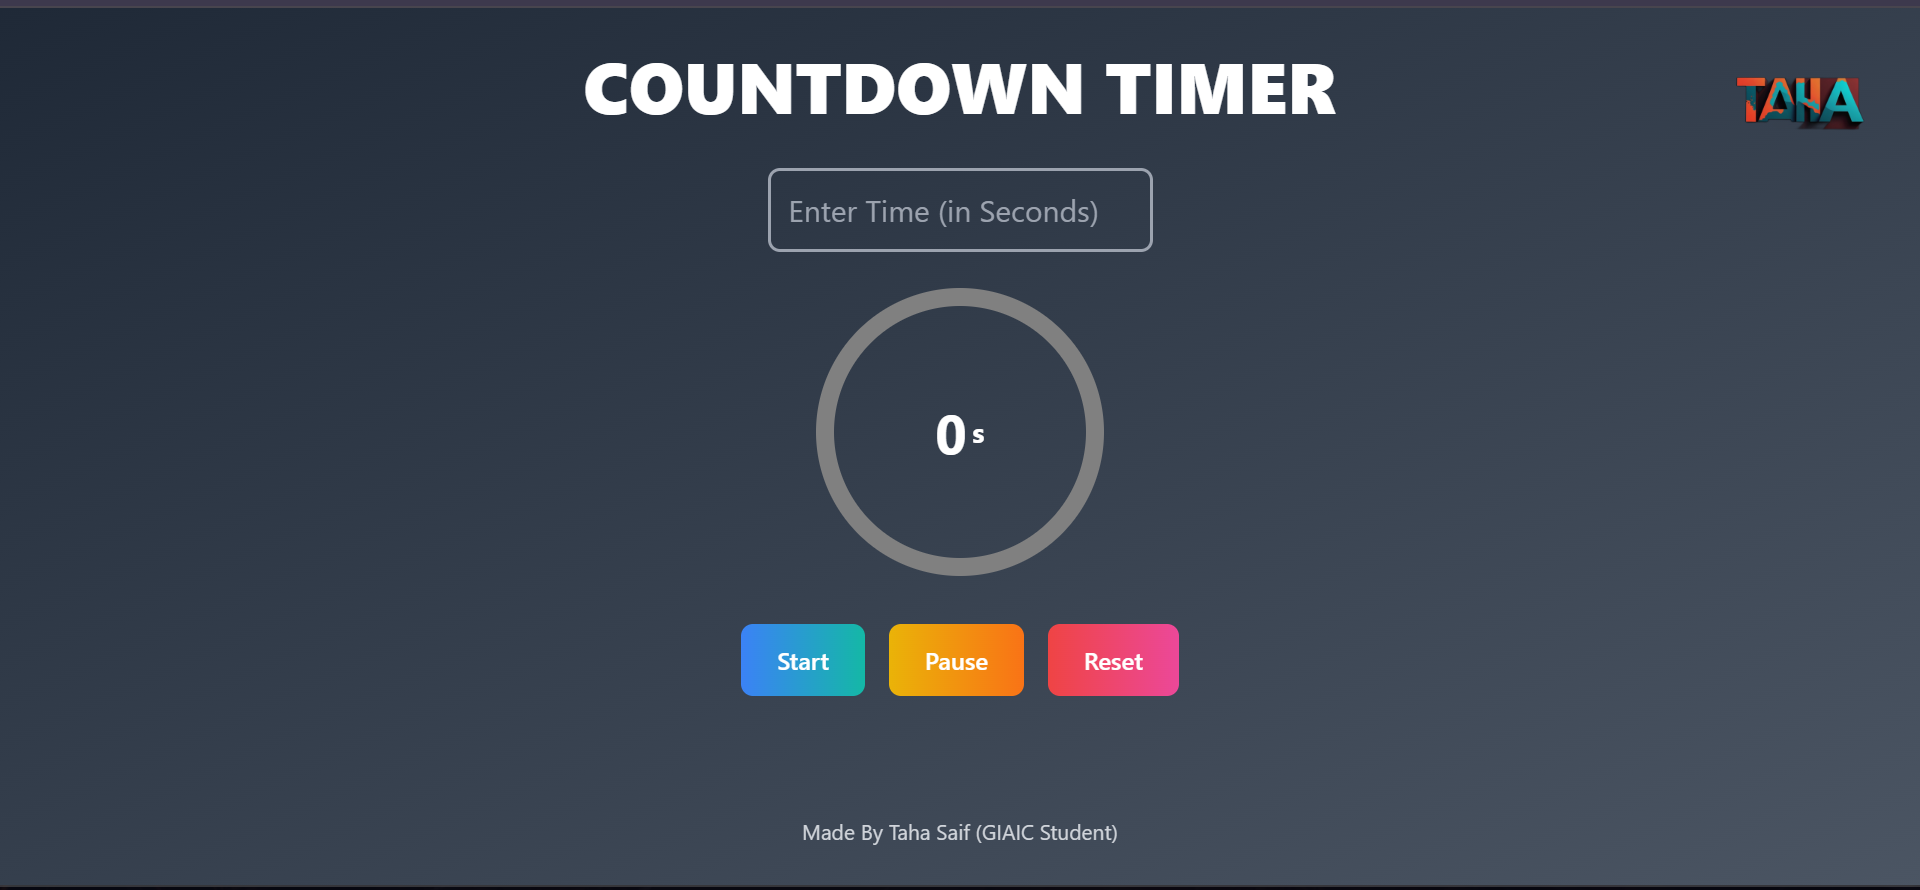 COUNTDOWN TIMER
TAHA
Enter Time (in Seconds)
0 s
Start
Pause
Reset
Made By Taha Saif (GIAIC Student)